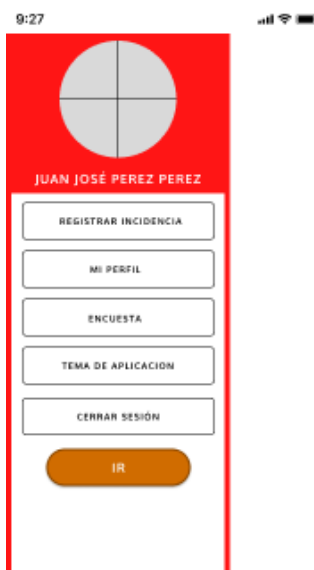 9:27
JUAN JOSÉ PEREZ PEREZ
REGISTRAR INCIDENCIA
MI PERFIL
ENCUESTA
TEMA DE APLICACION
CERRAR SESIÓN
IR